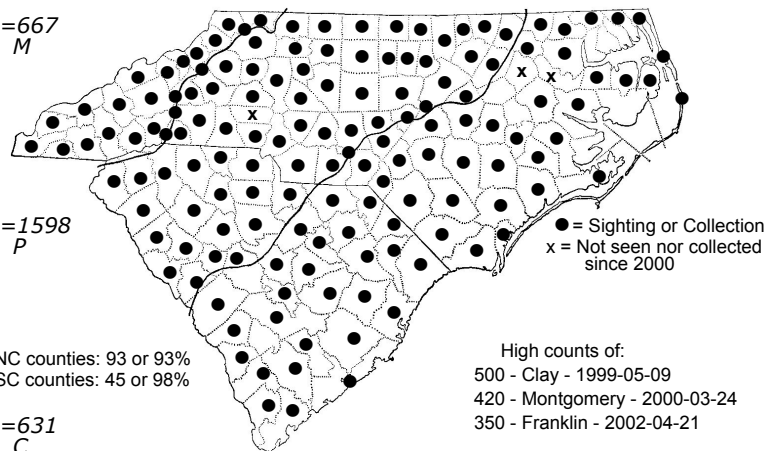 =667
M
=1598
P
● = Sighting or Collection
x = Not seen nor collected
since 2000
NC counties: 93 or 93%
SC counties: 45 or 98%
High counts of:
500 - Clay - 1999-05-09
420 - Montgomery - 2000-03-24
350 - Franklin - 2002-04-21
=631
C